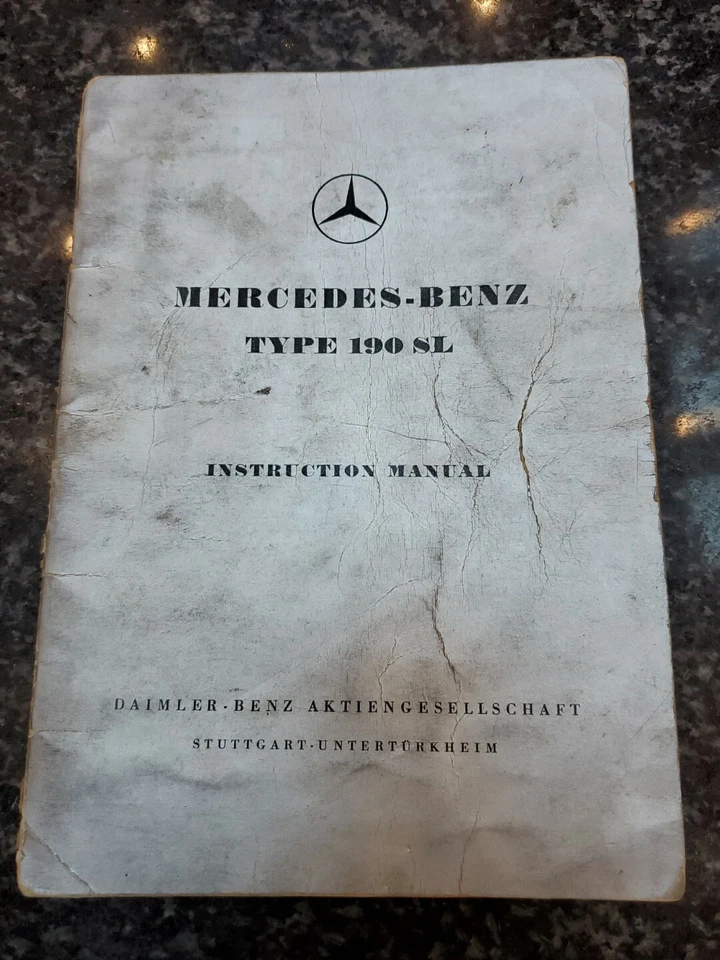 MERCEDES-BENZ
TYPE 190 SL
INSTRUCTION MANUAL
DAIMLER-BENZ AKTIENGESELLSCHAFT
STUTTGART-UNTERTÜRKHEIM